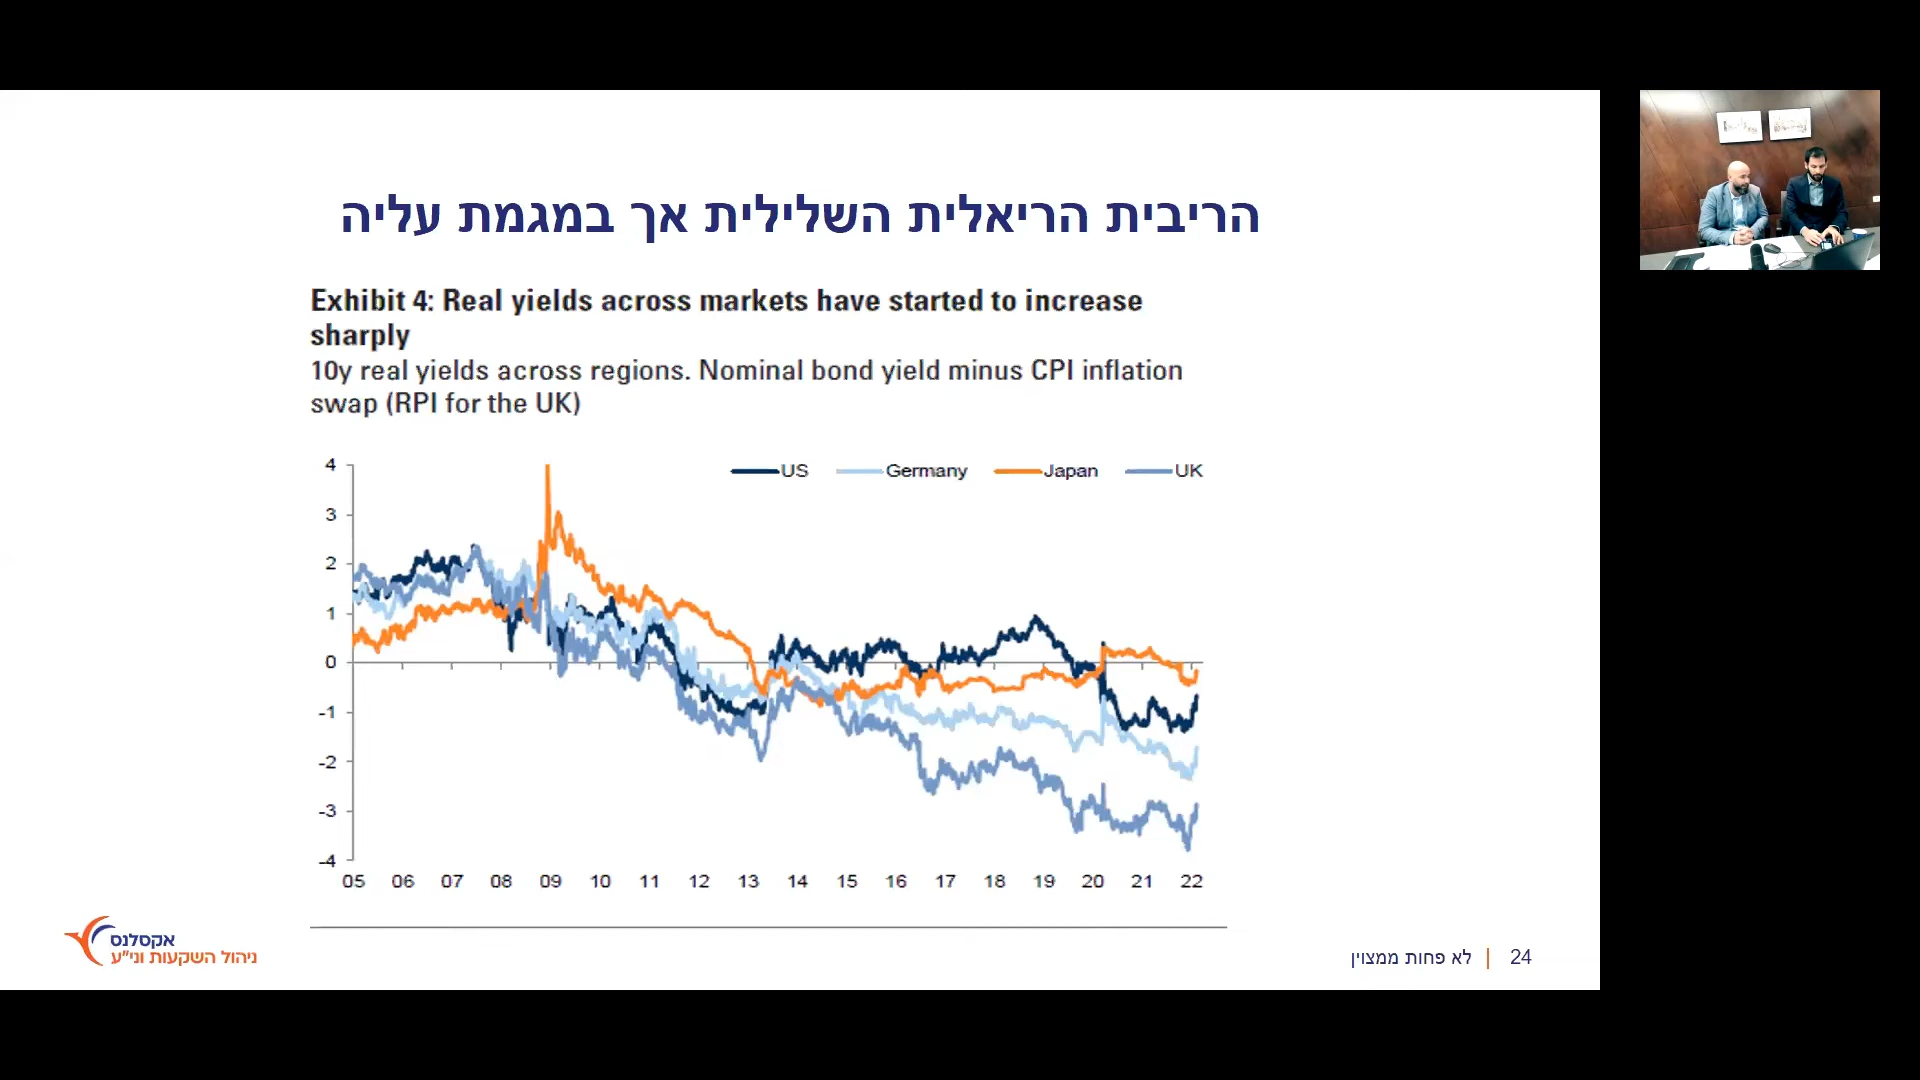 הריבית הריאלית השלילית אך במגמת עליה
Exhibit 4: Real yields across markets have started to increase
sharply
10y real yields across regions. Nominal bond yield minus CPI inflation
swap (RPI for the UK)
US Germany Japan UK
4
3
2
1
0
-1
-2
-3
-4
05 06 07 08 09 10 11 12 13 14 15 16 17 18 19 20 21 22
אקסלנס
ניהול השקעות וני"ע
לא פחות ממצוין | 24